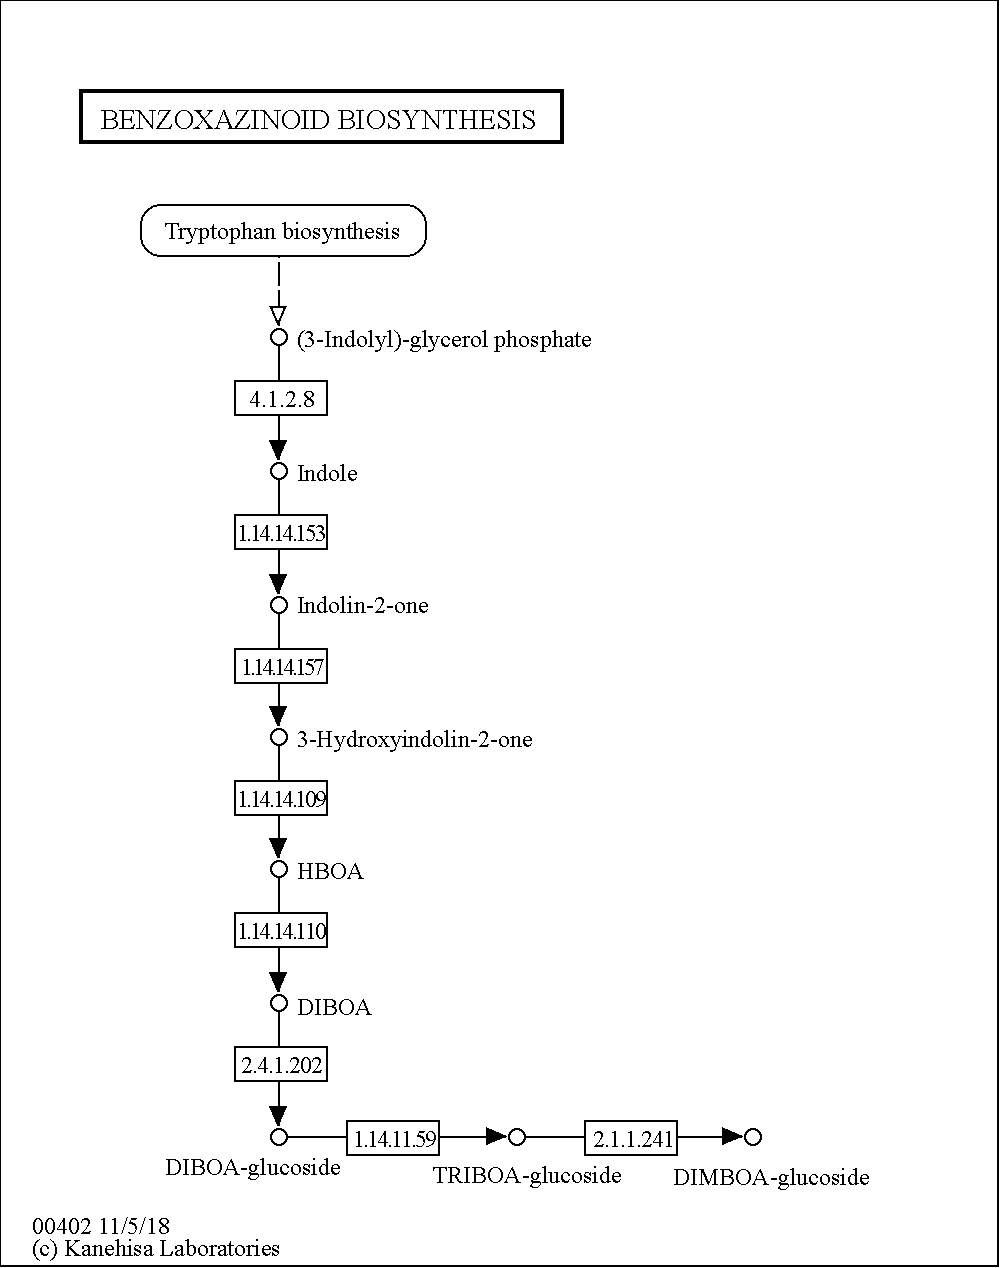 BENZOXAZINOID BIOSYNTHESIS
Tryptophan biosynthesis
(3-Indolyl)-glycerol phosphate
4.1.2.8
Indole
1.14.14.153
Indolin-2-one
1.14.14.157
3-Hydroxyindolin-2-one
1.14.14.109
HBOA
1.14.14.110
DIBOA
2.4.1.202
1.14.11.59
2.1.1.241
DIBOA-glucoside
TRIBOA-glucoside
DIMBOA-glucoside
00402 11/5/18
(c) Kanehisa Laboratories